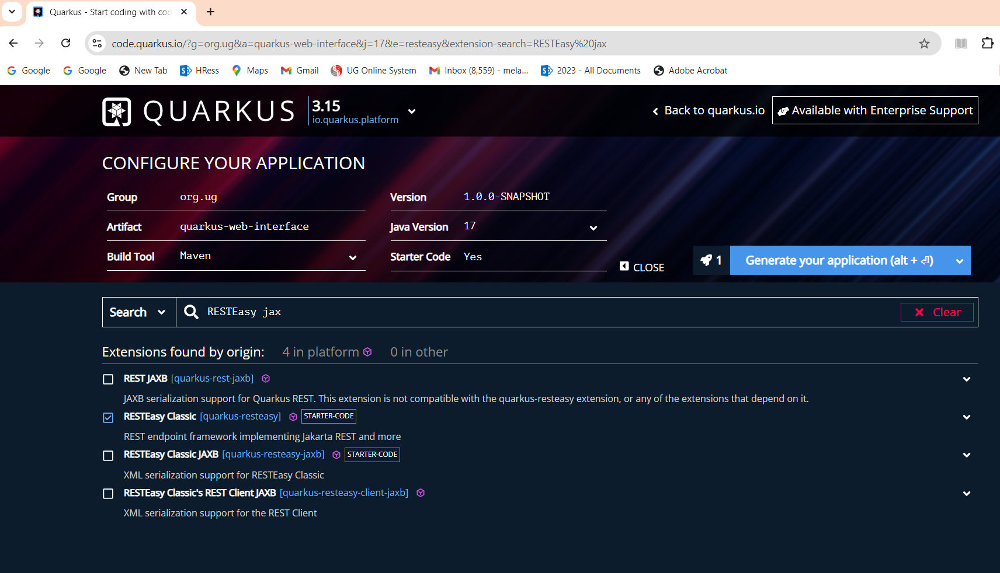 Quarkus - Start coding with cod
code.quarkus.io/?g=org.ug&a=quarkus-web-interface&j=17&e=resteasy&extension-search=RESTEasy%20jax
Google Google New Tab HRess Maps Gmail UG Online System Inbox (8,559) - mela... 2023 - All Documents Adobe Acrobat
QUARKUS 3.15 Back to quarkus.io Available with Enterprise Support
io.quarkus.platform
CONFIGURE YOUR APPLICATION
Group org.ug Version 1.0.0-SNAPSHOT
Artifact quarkus-web-interface Java Version 17
Build Tool Maven Starter Code Yes CLOSE 1 Generate your application (alt + ⏎)
Search RESTEasy jax Clear
Extensions found by origin: 4 in platform 0 in other
REST JAXB [quarkus-rest-jaxb]
JAXB serialization support for Quarkus REST. This extension is not compatible with the quarkus-resteasy extension, or any of the extensions that depend on it.
RESTEasy Classic [quarkus-resteasy] STARTER-CODE
REST endpoint framework implementing Jakarta REST and more
RESTEasy Classic JAXB [quarkus-resteasy-jaxb] STARTER-CODE
XML serialization support for RESTEasy Classic
RESTEasy Classic's REST Client JAXB [quarkus-resteasy-client-jaxb]
XML serialization support for the REST Client